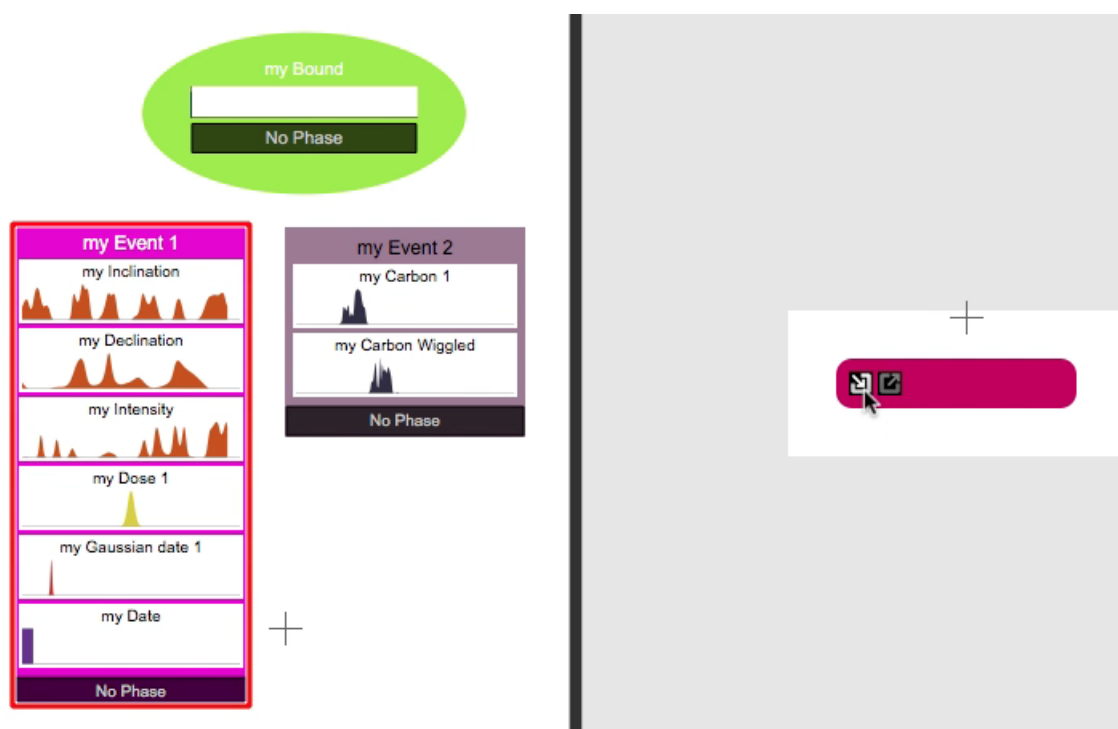 my Bound
No Phase
my Event 1
my Inclination
my Declination
my Intensity
my Dose 1
my Gaussian date 1
my Date
No Phase
my Event 2
my Carbon 1
my Carbon Wiggled
No Phase